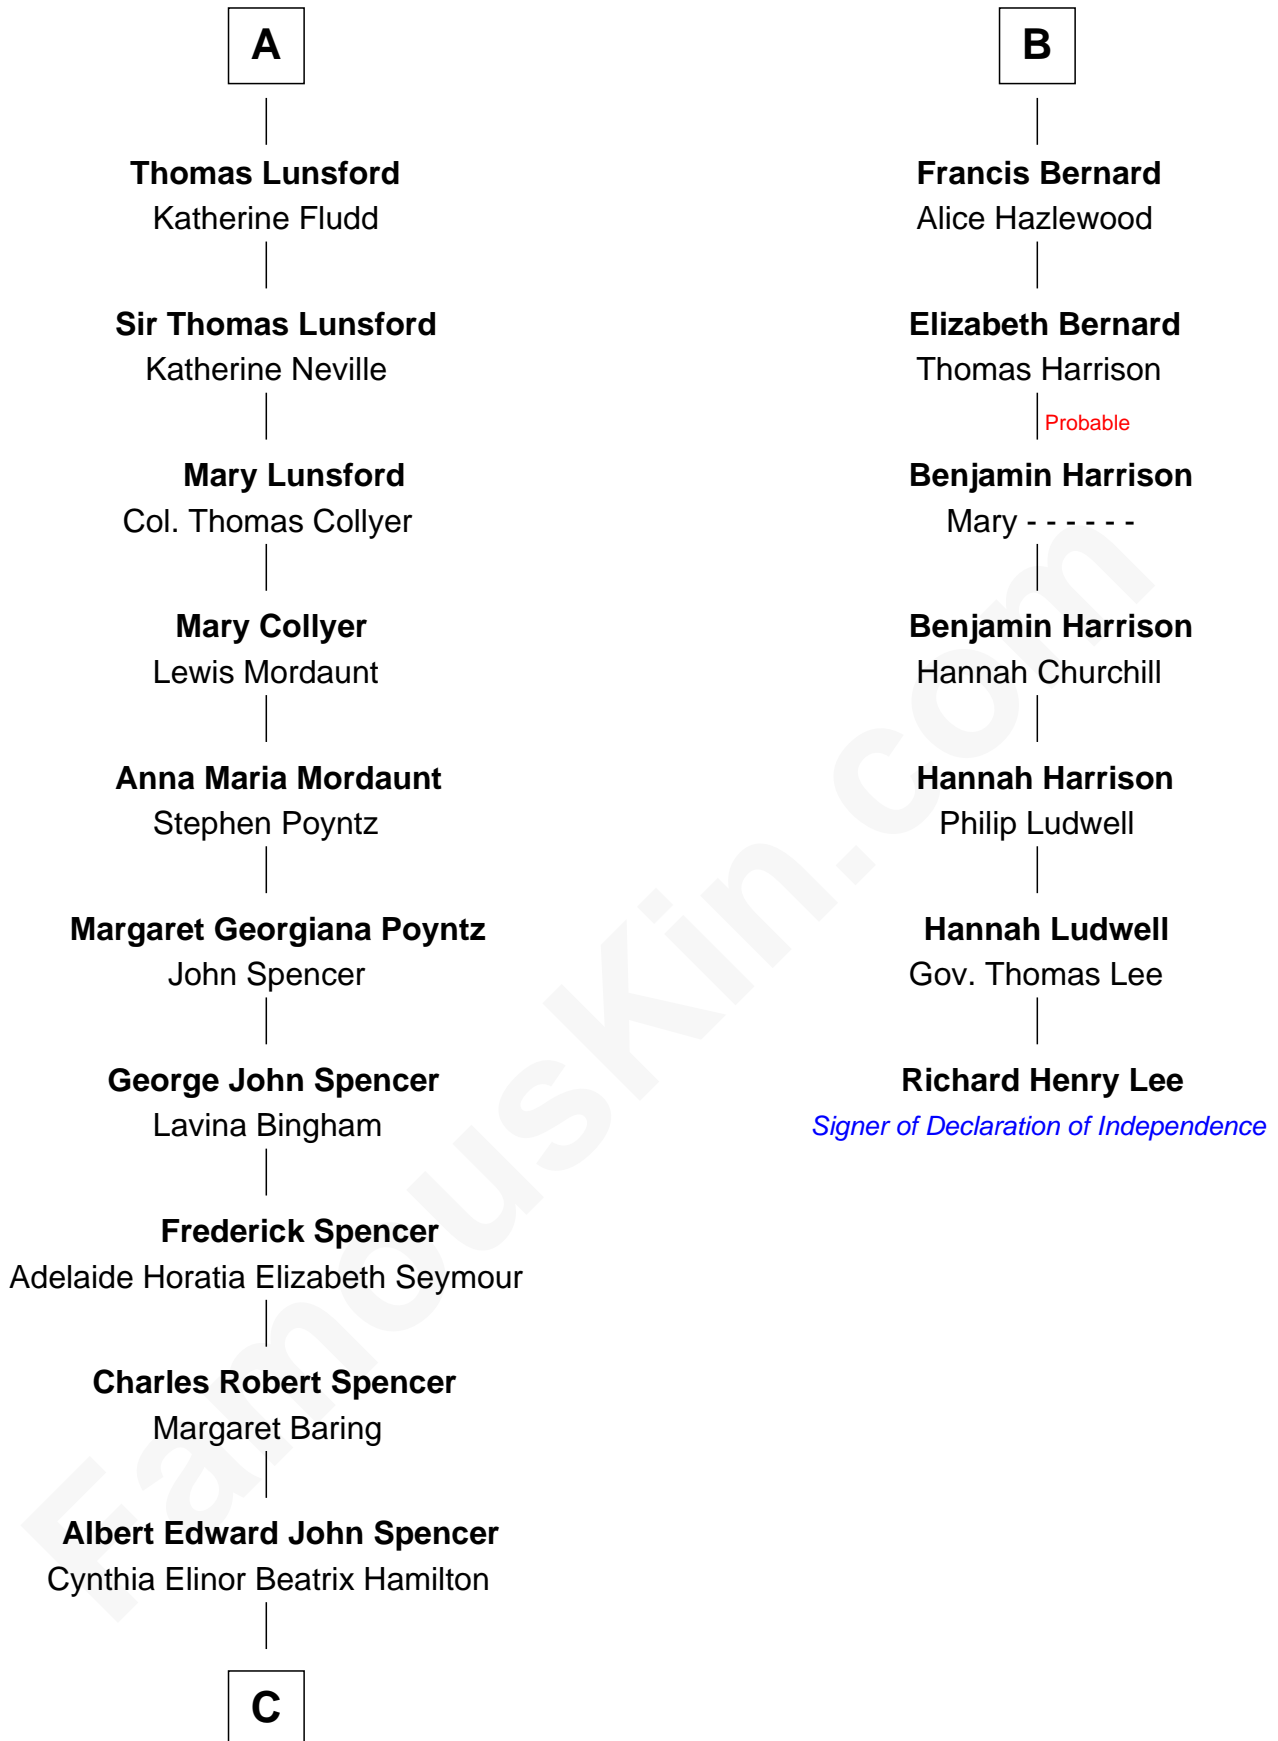 A
Thomas Lunsford
Katherine Fludd
Sir Thomas Lunsford
Katherine Neville
Mary Lunsford
Col. Thomas Collyer
Mary Collyer
Lewis Mordaunt
Anna Maria Mordaunt
Stephen Poyntz
Margaret Georgiana Poyntz
John Spencer
George John Spencer
Lavina Bingham
Frederick Spencer
Adelaide Horatia Elizabeth Seymour
Charles Robert Spencer
Margaret Baring
Albert Edward John Spencer
Cynthia Elinor Beatrix Hamilton
C
B
Francis Bernard
Alice Hazlewood
Elizabeth Bernard
Thomas Harrison
Probable
Benjamin Harrison
Mary - - - - - -
Benjamin Harrison
Hannah Churchill
Hannah Harrison
Philip Ludwell
Hannah Ludwell
Gov. Thomas Lee
Richard Henry Lee
Signer of Declaration of Independence
FamousKin.com